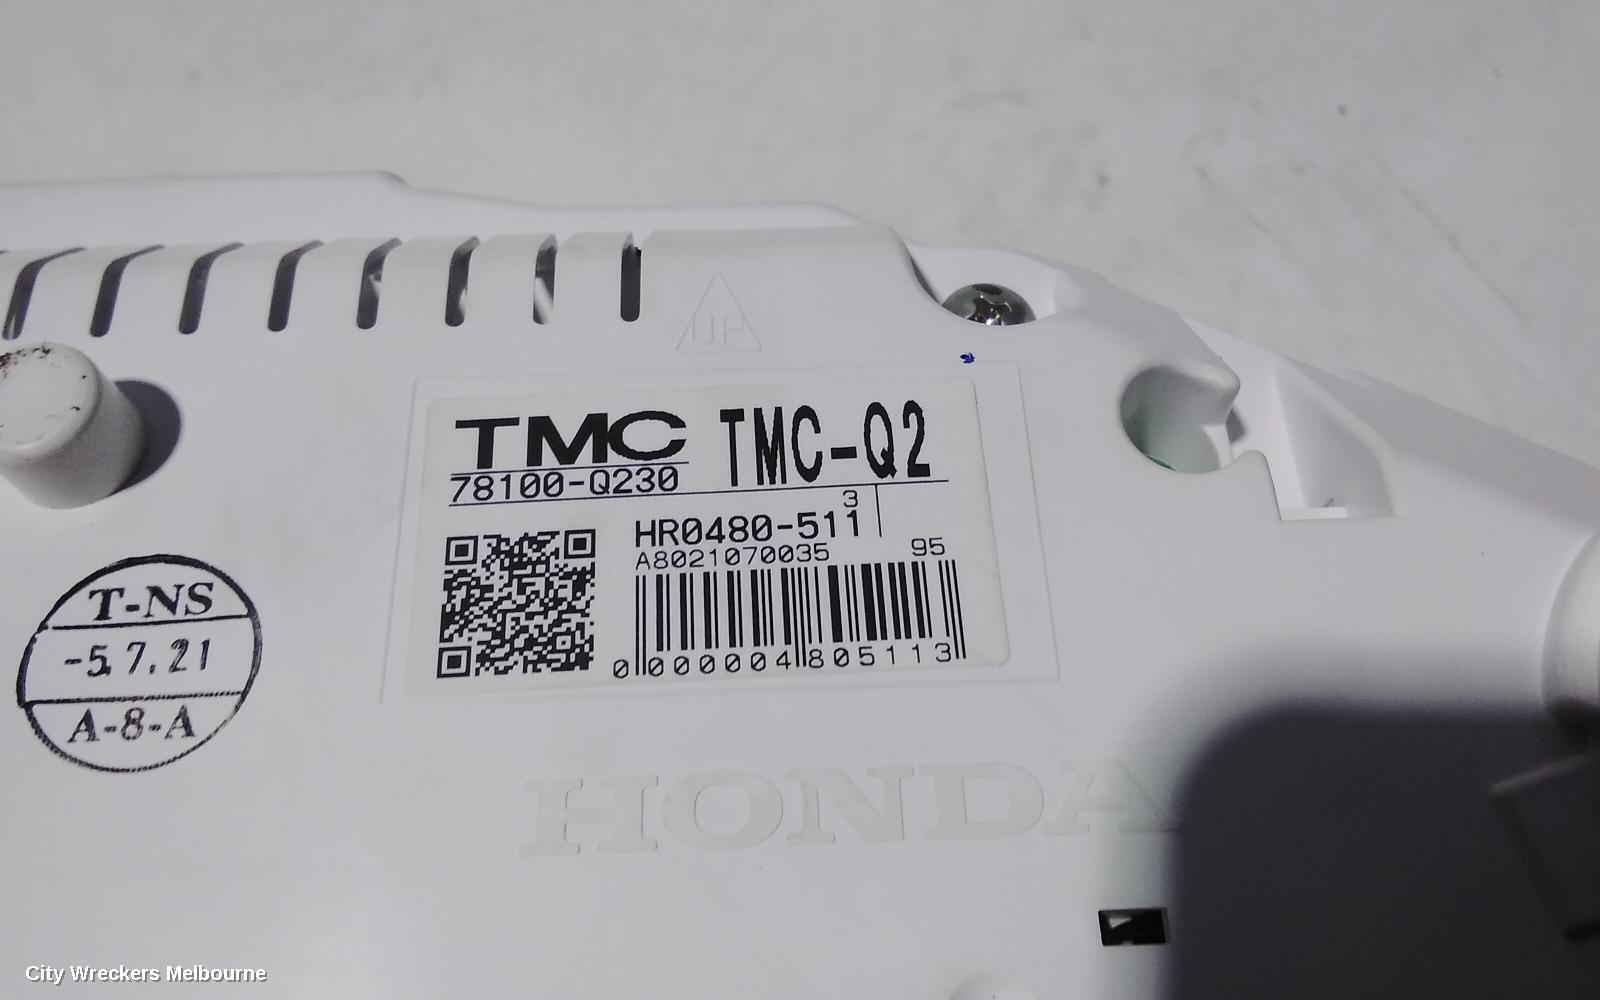 UP
TMC TMC-Q2
78100-Q230
3
HR0480-511
A8021070035 95
0 000004 805113
T-NS
-5.7.21
A-8-A
HONDA
City Wreckers Melbourne